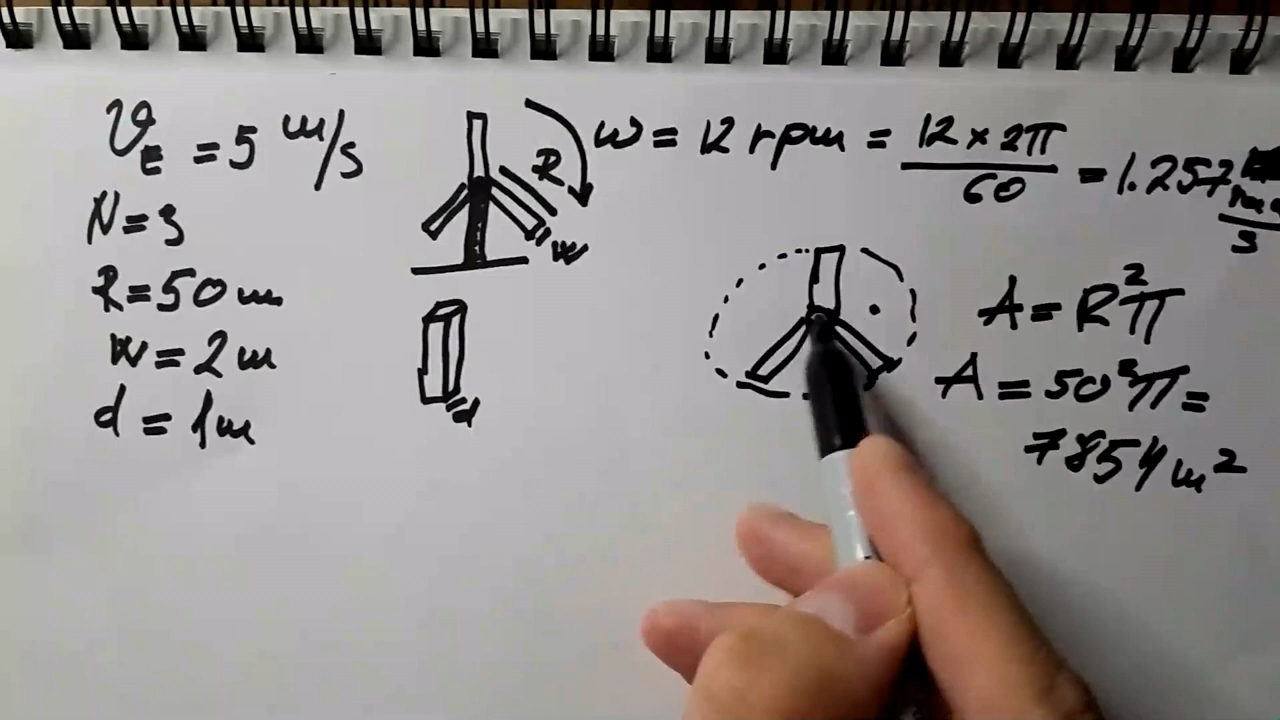 V_E = 5 m/s
N = 3
R = 50 m
w = 2 m
d = 1 m
R
w
d
ω = 12 rpm = 12 × 2π / 60 = 1.257
A = R²π
A = 50²π =
7854 m²